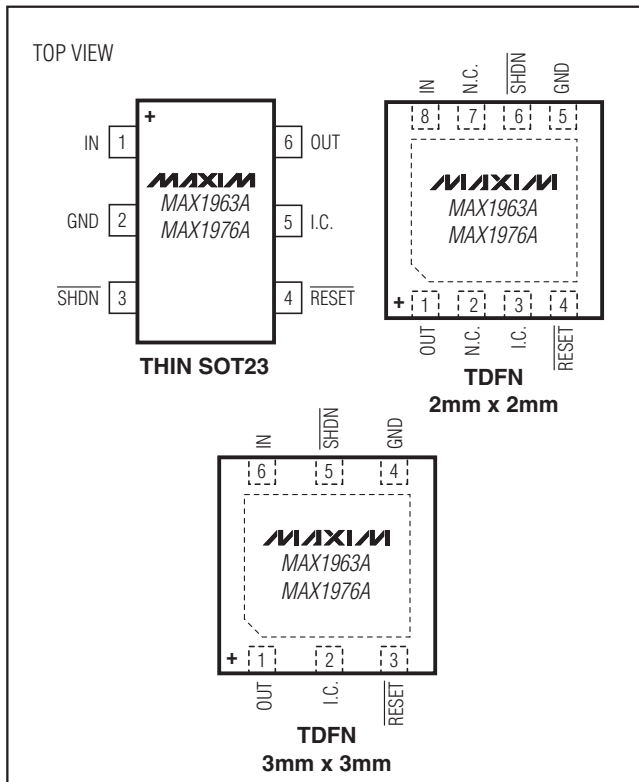 TOP VIEW
+
IN 1 6 OUT
MAXIM
MAX1963A
GND 2 5 I.C.
MAX1976A
SHDN 3 4 RESET
THIN SOT23
IN N.C. SHDN GND
8 7 6 5
MAXIM
MAX1963A
MAX1976A
+ 1 2 3 4
OUT N.C. I.C. RESET
TDFN
2mm x 2mm
IN SHDN GND
6 5 4
MAXIM
MAX1963A
MAX1976A
+ 1 2 3
OUT I.C. RESET
TDFN
3mm x 3mm